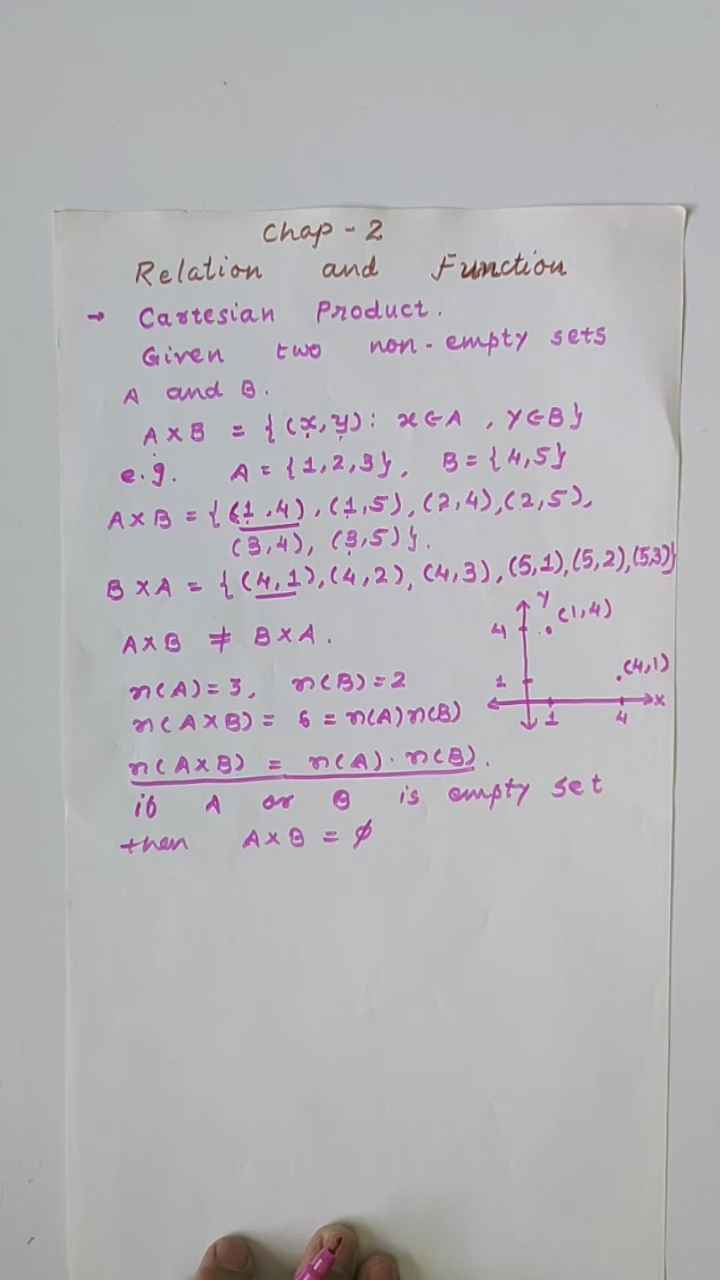 Chap - 2
Relation and Function
→ Cartesian Product.
Given two non-empty sets
A and B.
A×B = {(x,y): x∈A, y∈B}
e.g. A = {1,2,3}, B = {4,5}
A×B = {(1,4), (1,5), (2,4), (2,5),
(3,4), (3,5)}.
B×A = {(4,1), (4,2), (4,3), (5,1), (5,2), (5,3)}
A×B ≠ B×A.
n(A) = 3, n(B) = 2
n(A×B) = 6 = n(A)n(B)
n(A×B) = n(A)·n(B).
if A or B is empty set
then A×B = ∅
Y
(1,4)
4
(4,1)
1
X
1 4